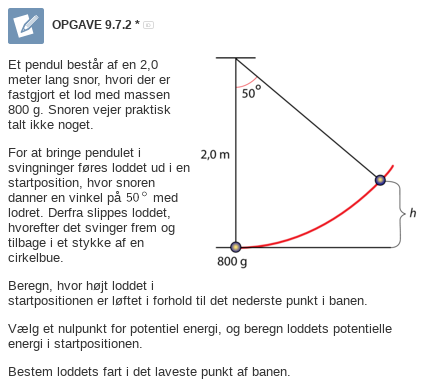 OPGAVE 9.7.2 *
Et pendul består af en 2,0
meter lang snor, hvori der er
fastgjort et lod med massen
800 g. Snoren vejer praktisk
talt ikke noget.
For at bringe pendulet i
svingninger føres loddet ud i en
startposition, hvor snoren
danner en vinkel på 50° med
lodret. Derfra slippes loddet,
hvorefter det svinger frem og
tilbage i et stykke af en
cirkelbue.
50°
2,0 m
h
800 g
Beregn, hvor højt loddet i
startpositionen er løftet i forhold til det nederste punkt i banen.
Vælg et nulpunkt for potentiel energi, og beregn loddets potentielle
energi i startpositionen.
Bestem loddets fart i det laveste punkt af banen.